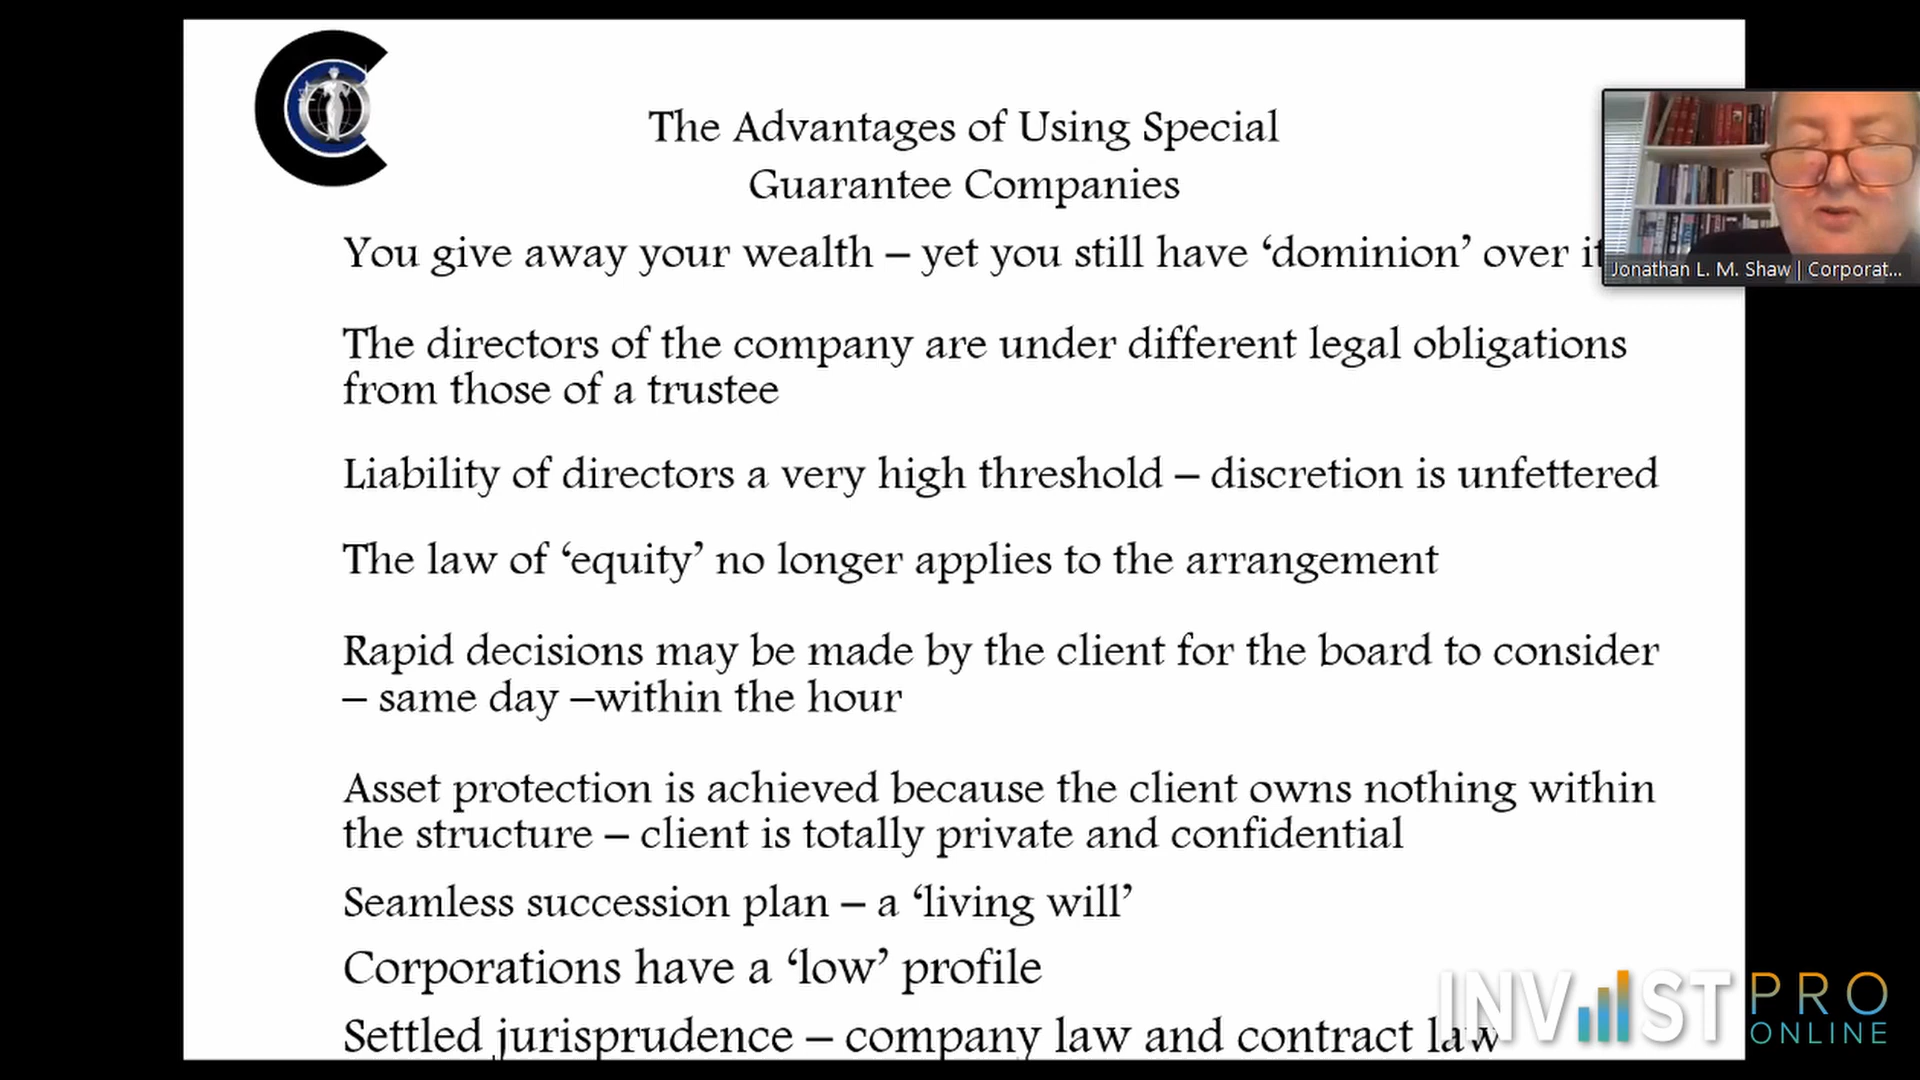 The Advantages of Using Special
Guarantee Companies
You give away your wealth – yet you still have ‘dominion’ over it
Jonathan L. M. Shaw | Corporat...
The directors of the company are under different legal obligations
from those of a trustee
Liability of directors a very high threshold – discretion is unfettered
The law of ‘equity’ no longer applies to the arrangement
Rapid decisions may be made by the client for the board to consider
– same day –within the hour
Asset protection is achieved because the client owns nothing within
the structure – client is totally private and confidential
Seamless succession plan – a ‘living will’
Corporations have a ‘low’ profile
Settled jurisprudence – company law and contract law
INVEST PRO
ONLINE